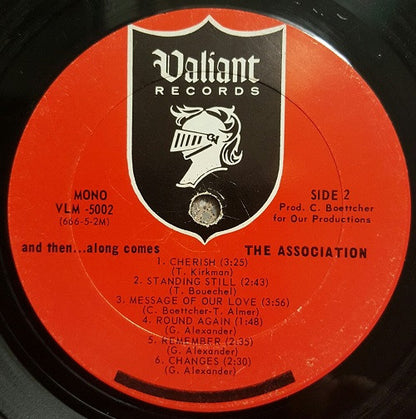 Valiant
RECORDS
MONO
VLM -5002
(666-5-2M)
SIDE 2
Prod. C. Boettcher
for Our Productions
and then...along comes THE ASSOCIATION
1. CHERISH (3:25)
(T. Kirkman)
2. STANDING STILL (2:43)
(T. Bouechel)
3. MESSAGE OF OUR LOVE (3:56)
(C. Boettcher-T. Almer)
4. ROUND AGAIN (1:48)
(G. Alexander)
5. REMEMBER (2:35)
(G. Alexander)
6. CHANGES (2:30)
(G. Alexander)